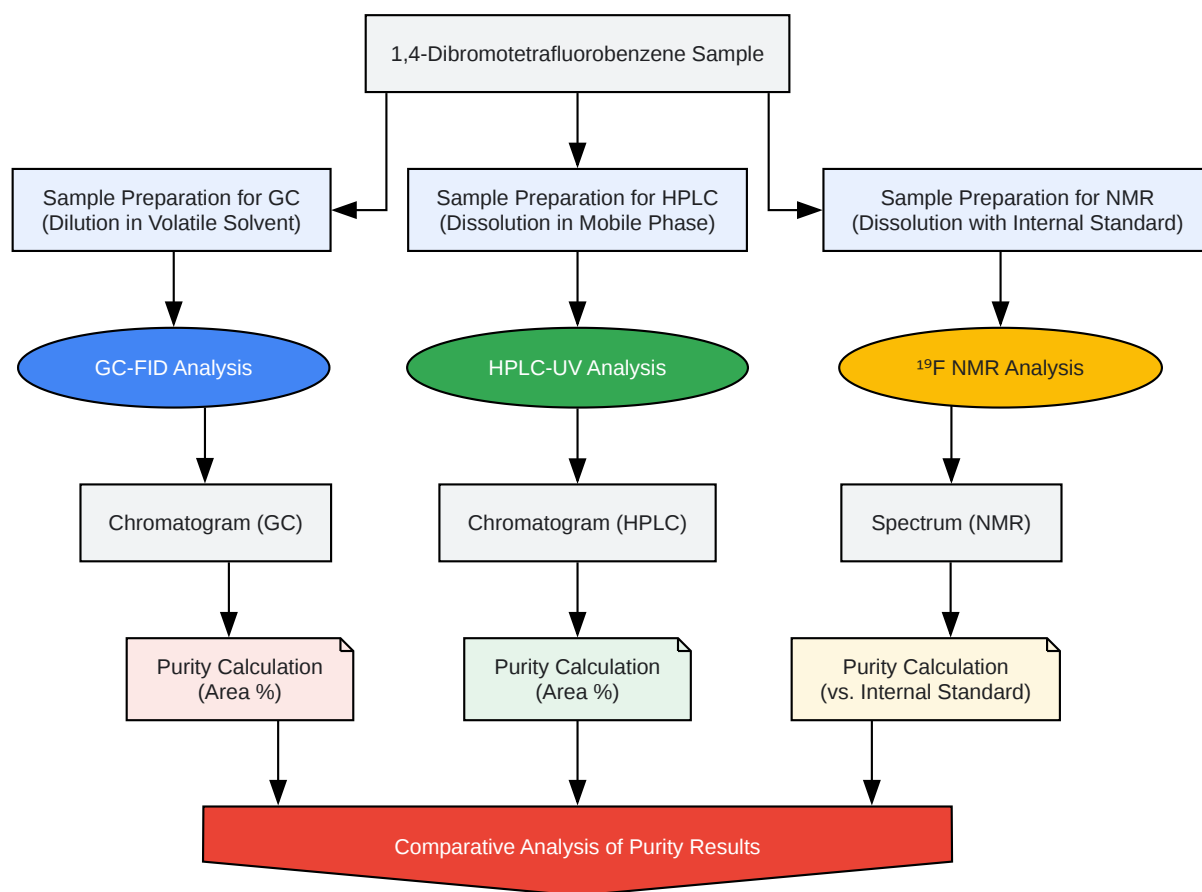 1,4-Dibromotetrafluorobenzene Sample
Sample Preparation for GC
(Dilution in Volatile Solvent)
Sample Preparation for HPLC
(Dissolution in Mobile Phase)
Sample Preparation for NMR
(Dissolution with Internal Standard)
GC-FID Analysis
HPLC-UV Analysis
¹⁹F NMR Analysis
Chromatogram (GC)
Chromatogram (HPLC)
Spectrum (NMR)
Purity Calculation
(Area %)
Purity Calculation
(Area %)
Purity Calculation
(vs. Internal Standard)
Comparative Analysis of Purity Results